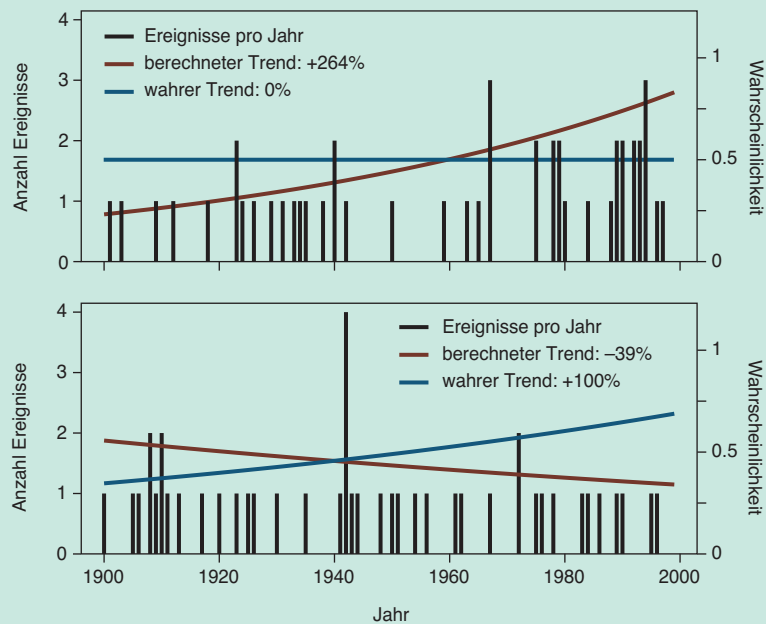 4
3
2
1
0
Anzahl Ereignisse
Ereignisse pro Jahr
berechneter Trend: +264%
wahrer Trend: 0%
1
0.5
0
Wahrscheinlichkeit
4
3
2
1
0
Anzahl Ereignisse
Ereignisse pro Jahr
berechneter Trend: –39%
wahrer Trend: +100%
1
0.5
0
Wahrscheinlichkeit
1900 1920 1940 1960 1980 2000
Jahr